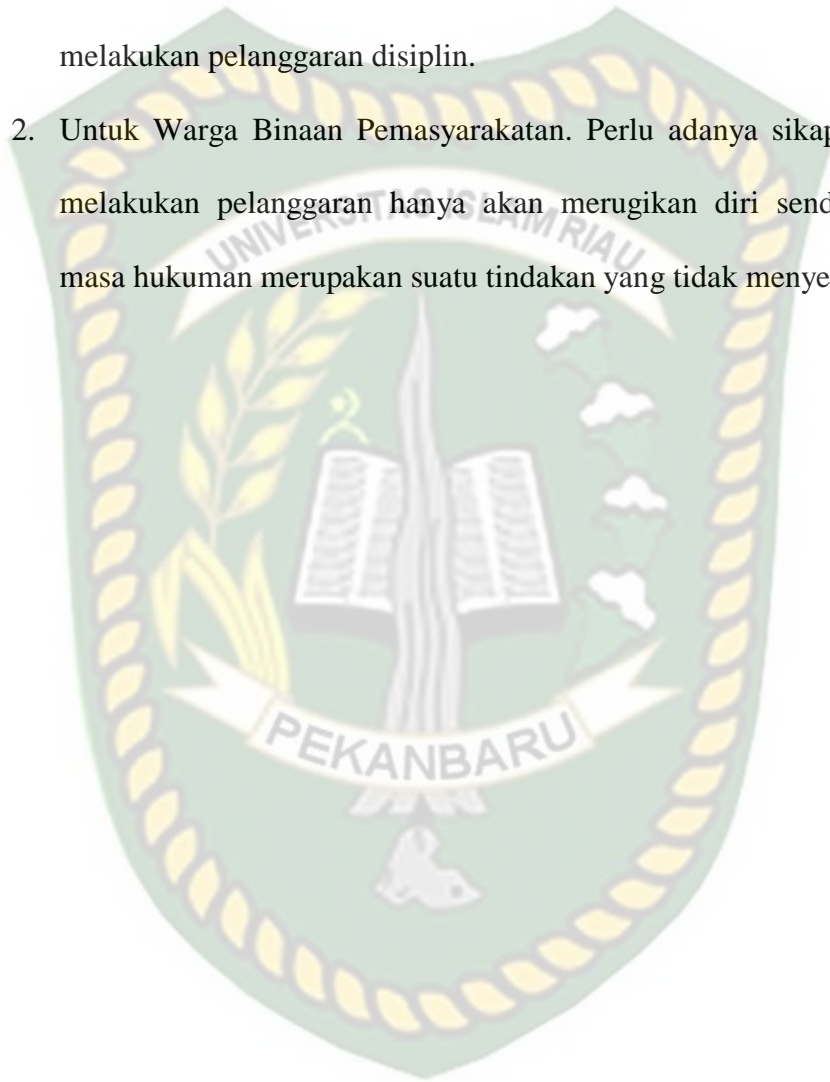 melakukan pelanggaran disiplin.
2. Untuk Warga Binaan Pemasyarakatan. Perlu adanya sikap
melakukan pelanggaran hanya akan merugikan diri send
masa hukuman merupakan suatu tindakan yang tidak menye
UNIVERSITAS ISLAM RIAU
PEKANBARU